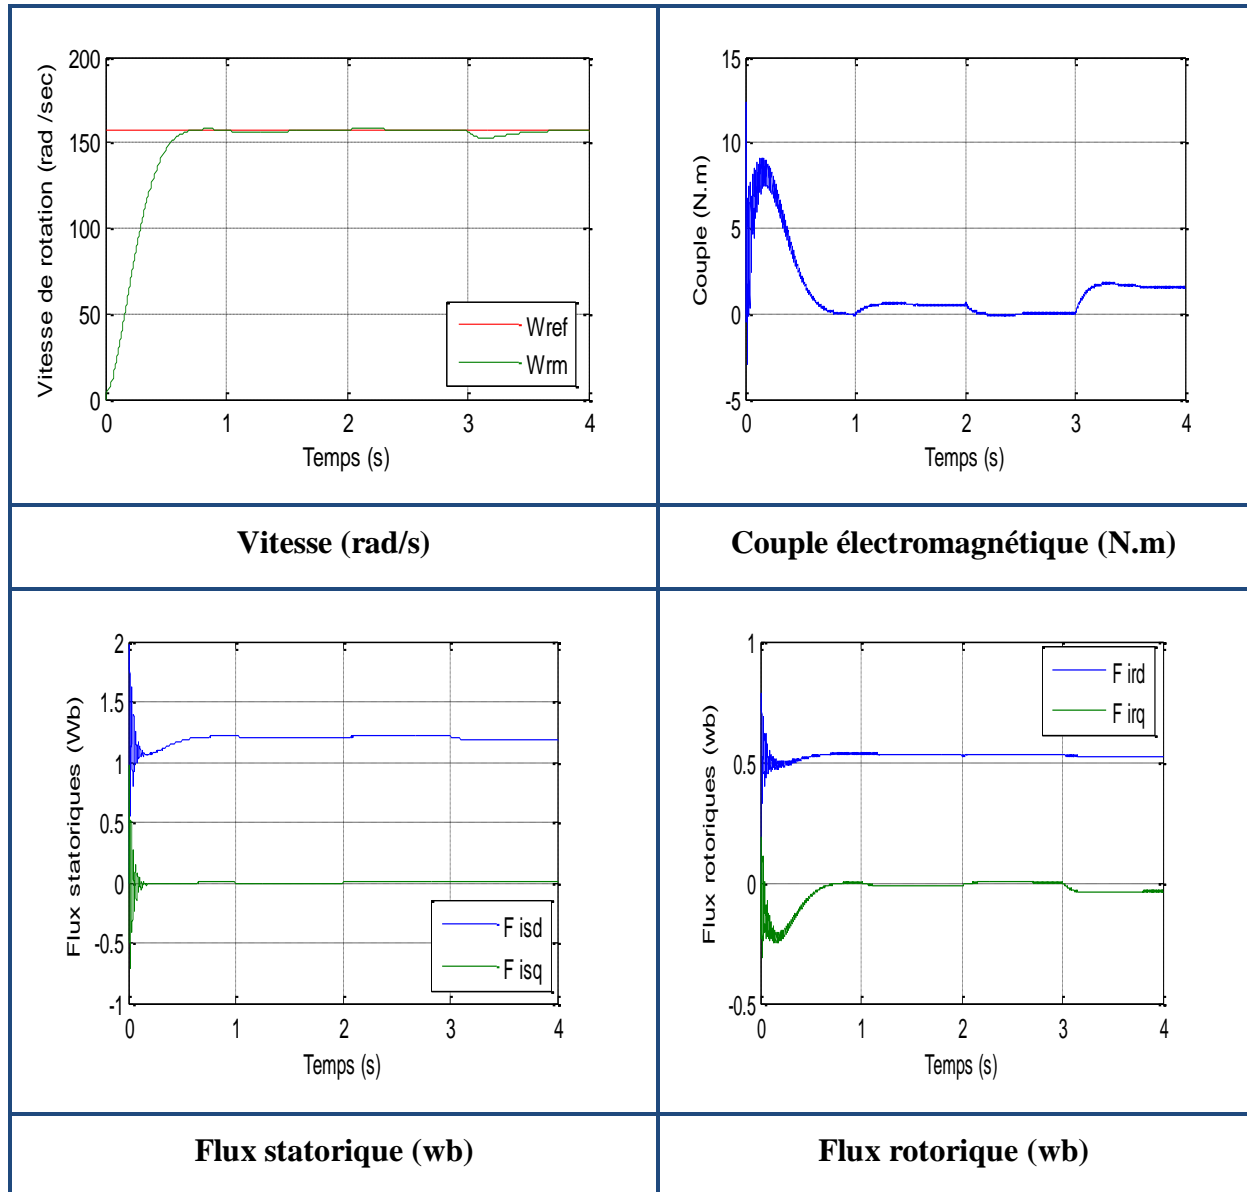 Vitesse de rotation (rad /sec)
200
150
100
50
0
0 1 2 3 4
Temps (s)
Wref
Wrm
Couple (N.m)
15
10
5
0
-5
0 1 2 3 4
Temps (s)
Vitesse (rad/s)
Couple électromagnétique (N.m)
Flux statoriques (Wb)
2
1.5
1
0.5
0
-0.5
-1
0 1 2 3 4
Temps (s)
F isd
F isq
Flux rotoriques (wb)
1
0.5
0
-0.5
0 1 2 3 4
Temps (s)
F ird
F irq
Flux statorique (wb)
Flux rotorique (wb)